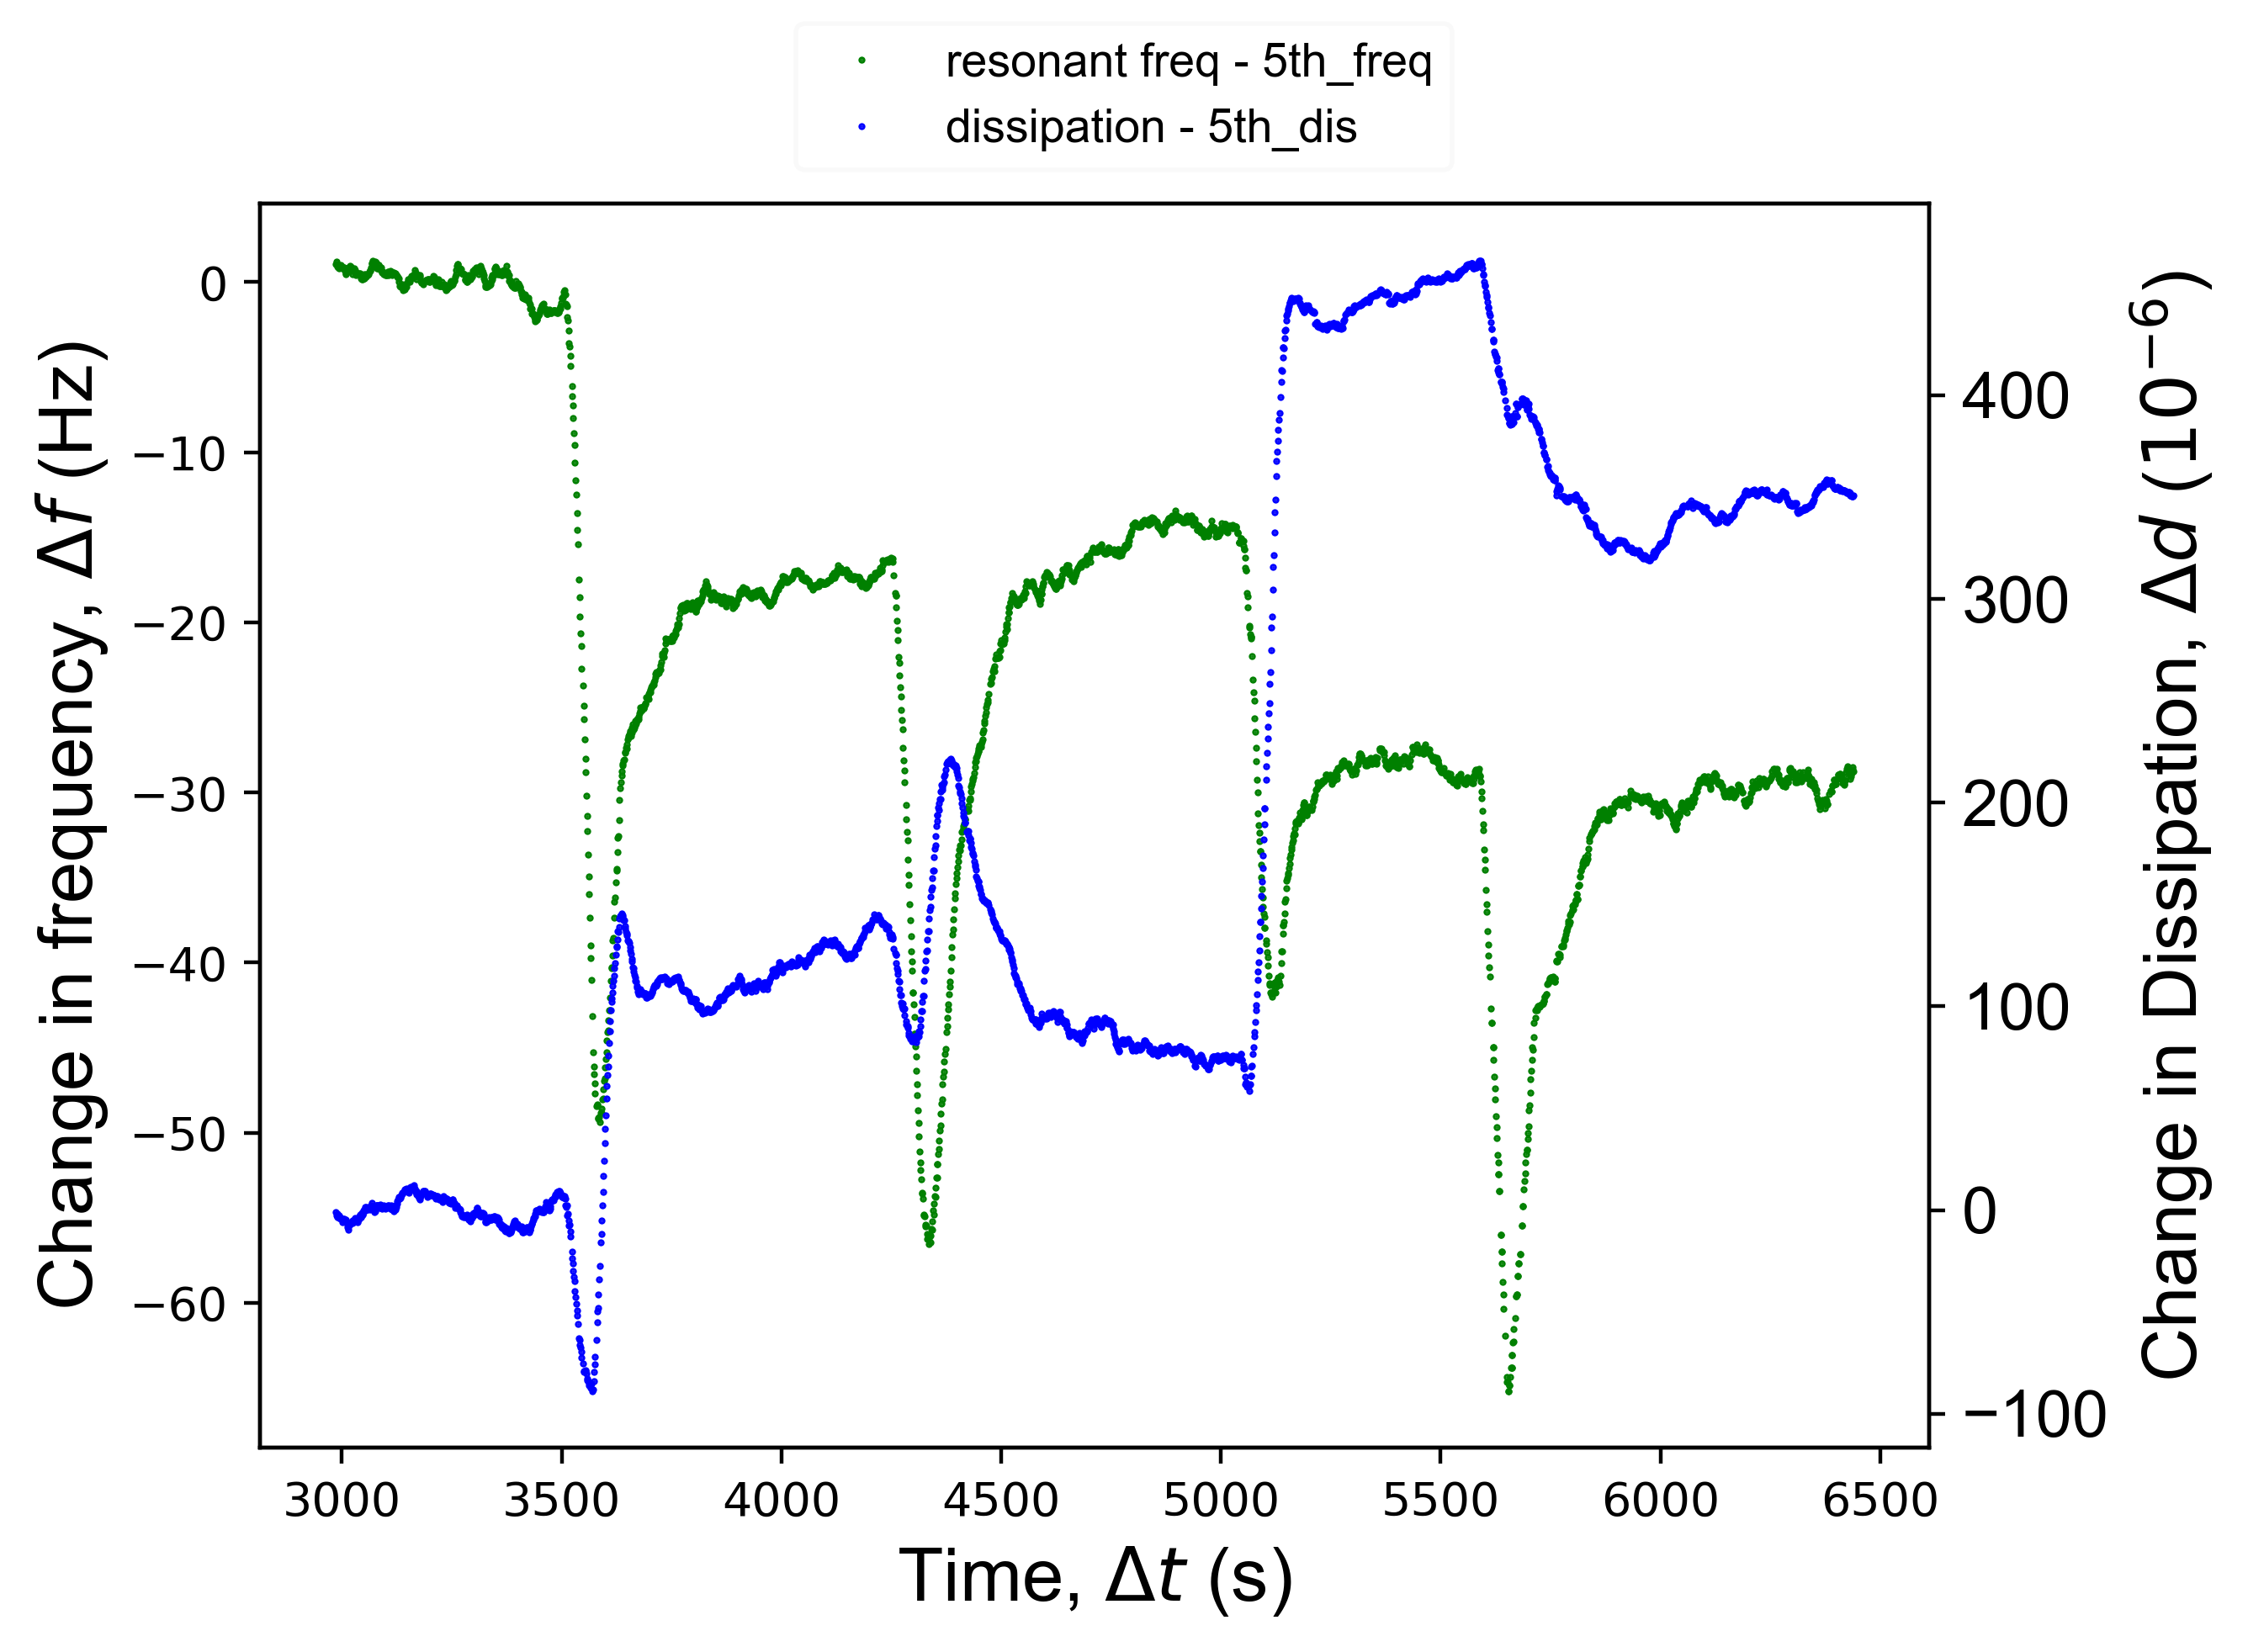 resonant freq - 5th_freq
dissipation - 5th_dis
Change in frequency, Δf (Hz)
0
−10
−20
−30
−40
−50
−60
Change in Dissipation, Δd (10⁻⁶)
400
300
200
100
0
−100
3000 3500 4000 4500 5000 5500 6000 6500
Time, Δt (s)